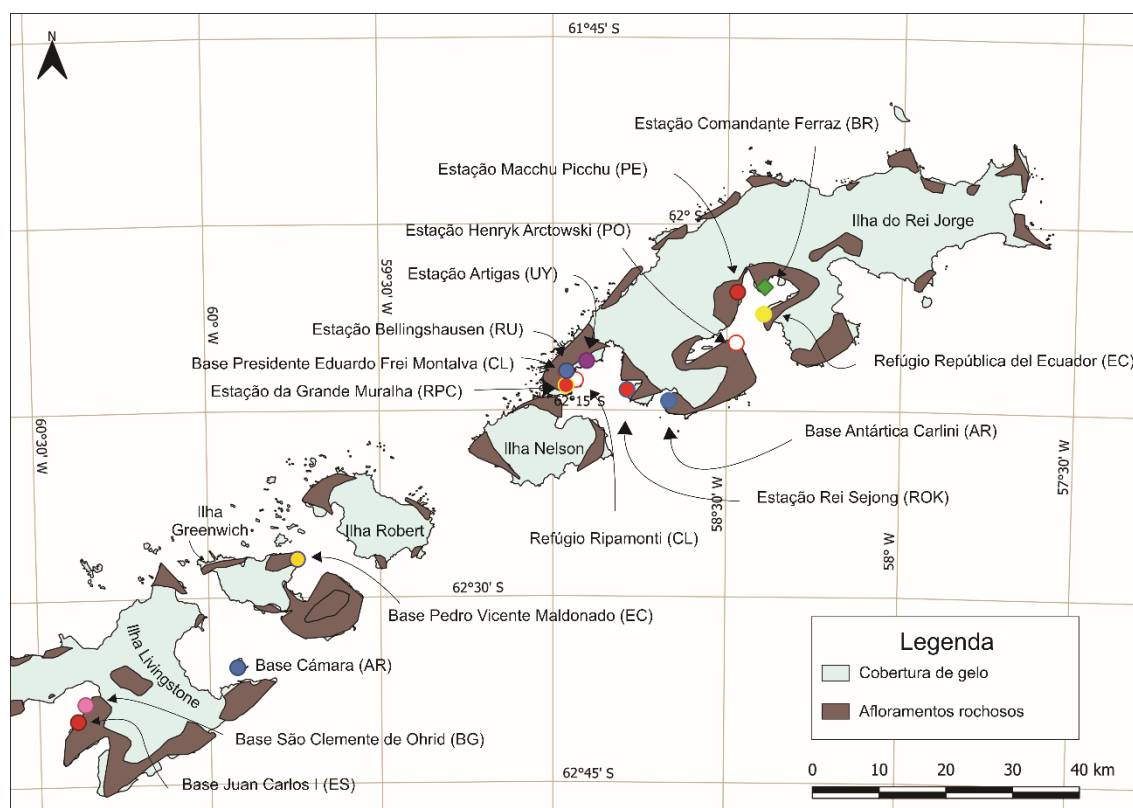 N
61°45' S
Estação Comandante Ferraz (BR)
Estação Macchu Picchu (PE)
62° S
Ilha do Rei Jorge
Estação Henryk Arctowski (PO)
59°30' W
Estação Artigas (UY)
60° W
Estação Bellingshausen (RU)
Base Presidente Eduardo Frei Montalva (CL)
Refúgio República del Ecuador (EC)
Estação da Grande Muralha (RPC)
62°15' S
60°30' W
Base Antártica Carlini (AR)
Ilha Nelson
57°30' W
58°30' W
Estação Rei Sejong (ROK)
Ilha
Greenwich
Ilha Robert
Refúgio Ripamonti (CL)
58° W
62°30' S
Base Pedro Vicente Maldonado (EC)
Legenda
Ilha Livingstone
Base Cámara (AR)
Cobertura de gelo
Afloramentos rochosos
Base São Clemente de Ohrid (BG)
Base Juan Carlos I (ES)
62°45' S
0 10 20 30 40 km